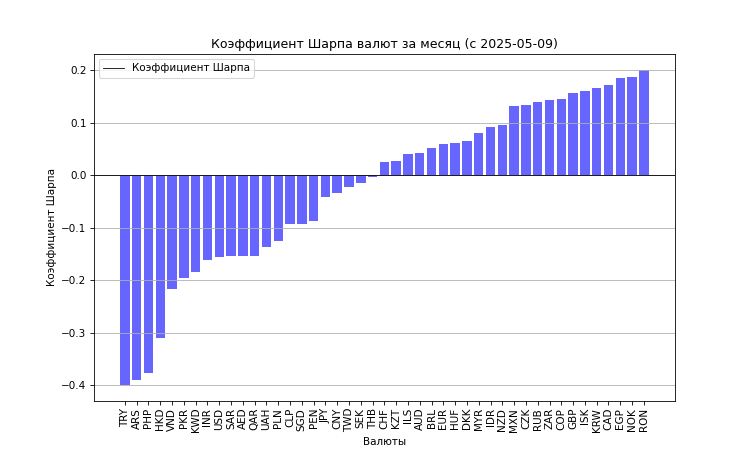 Коэффициент Шарпа валют за месяц (с 2025-05-09)
Коэффициент Шарпа
0.2
0.1
0.0
−0.1
−0.2
−0.3
−0.4
Коэффициент Шарпа
TRY ARS PHP HKD VND PKR KWD INR USD SAR AED QAR UAH PLN CLP SGD PEN JPY CNY TWD SEK THB CHF KZT ILS AUD BRL EUR HUF DKK MYR IDR NZD MXN CZK RUB ZAR COP GBP ISK KRW CAD EGP NOK RON
Валюты